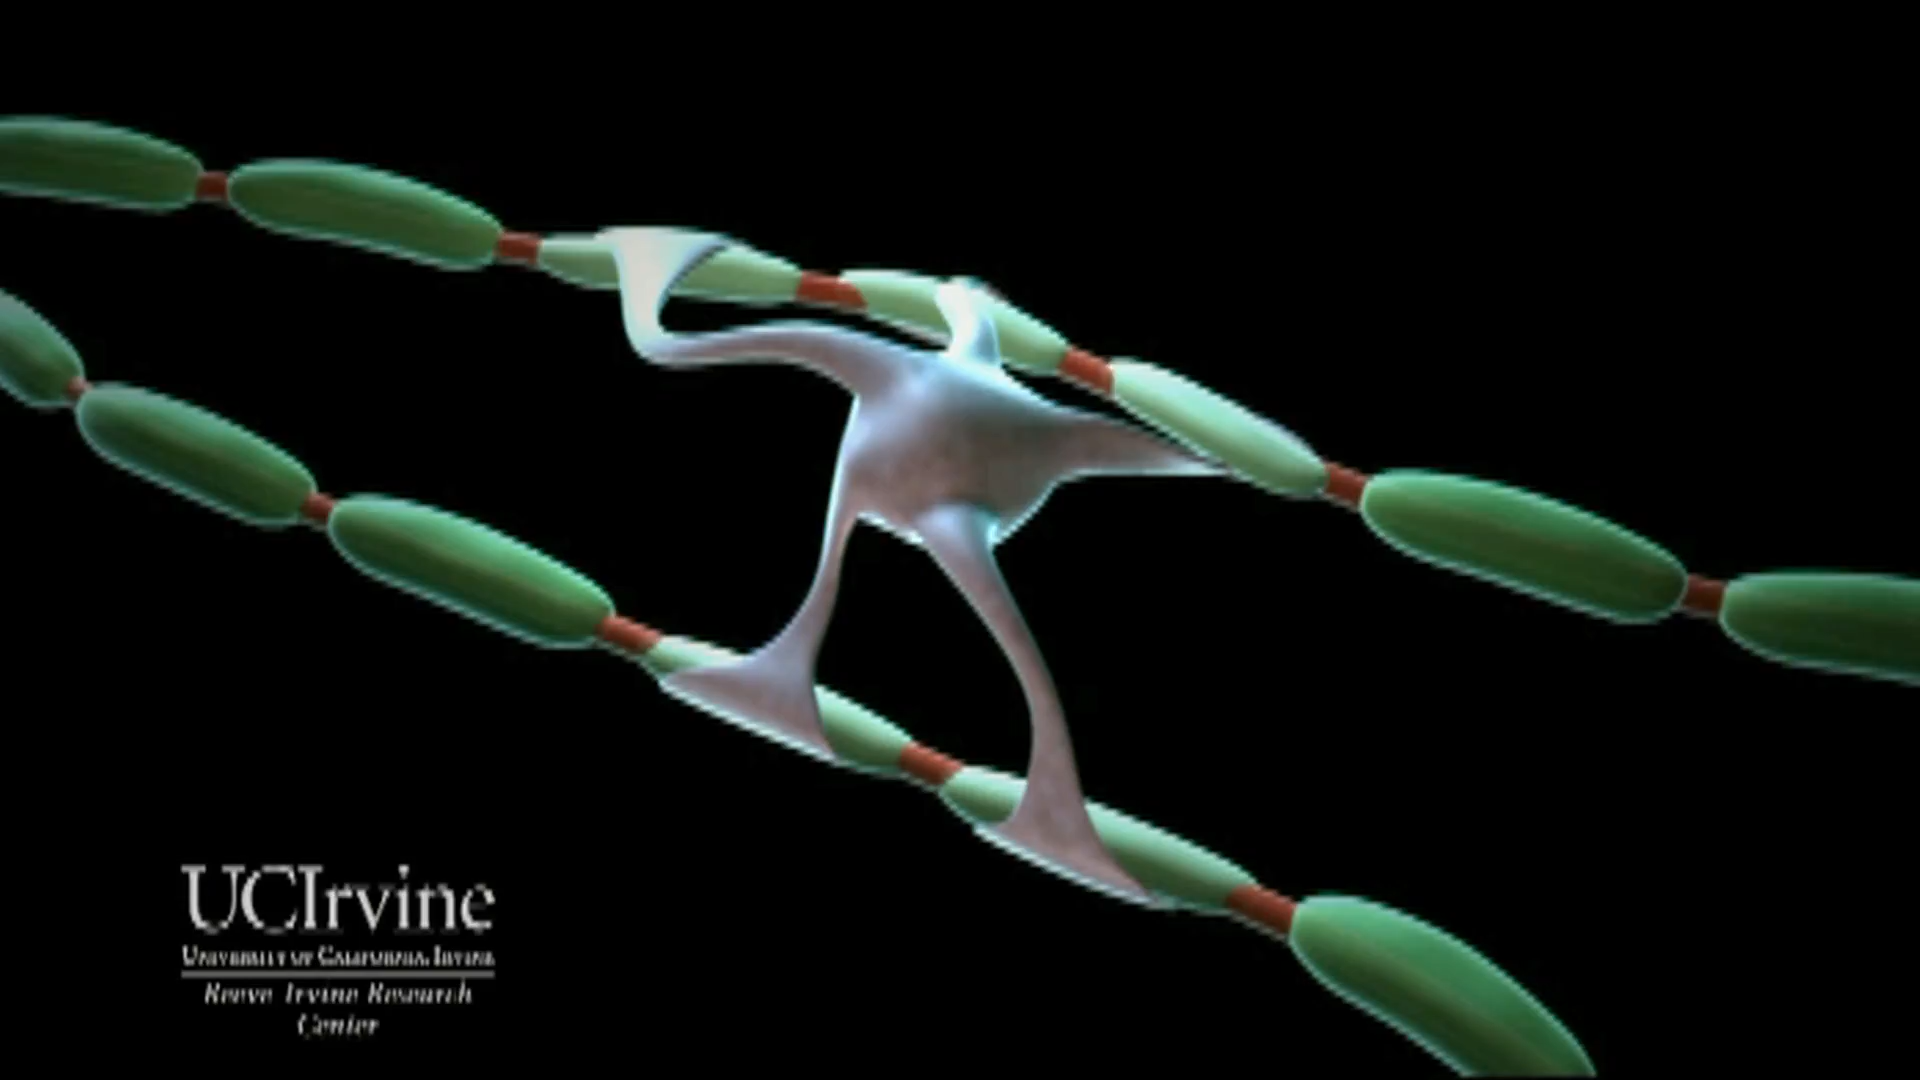 UCIrvine
University of California, Irvine
Reeve-Irvine Research
Center